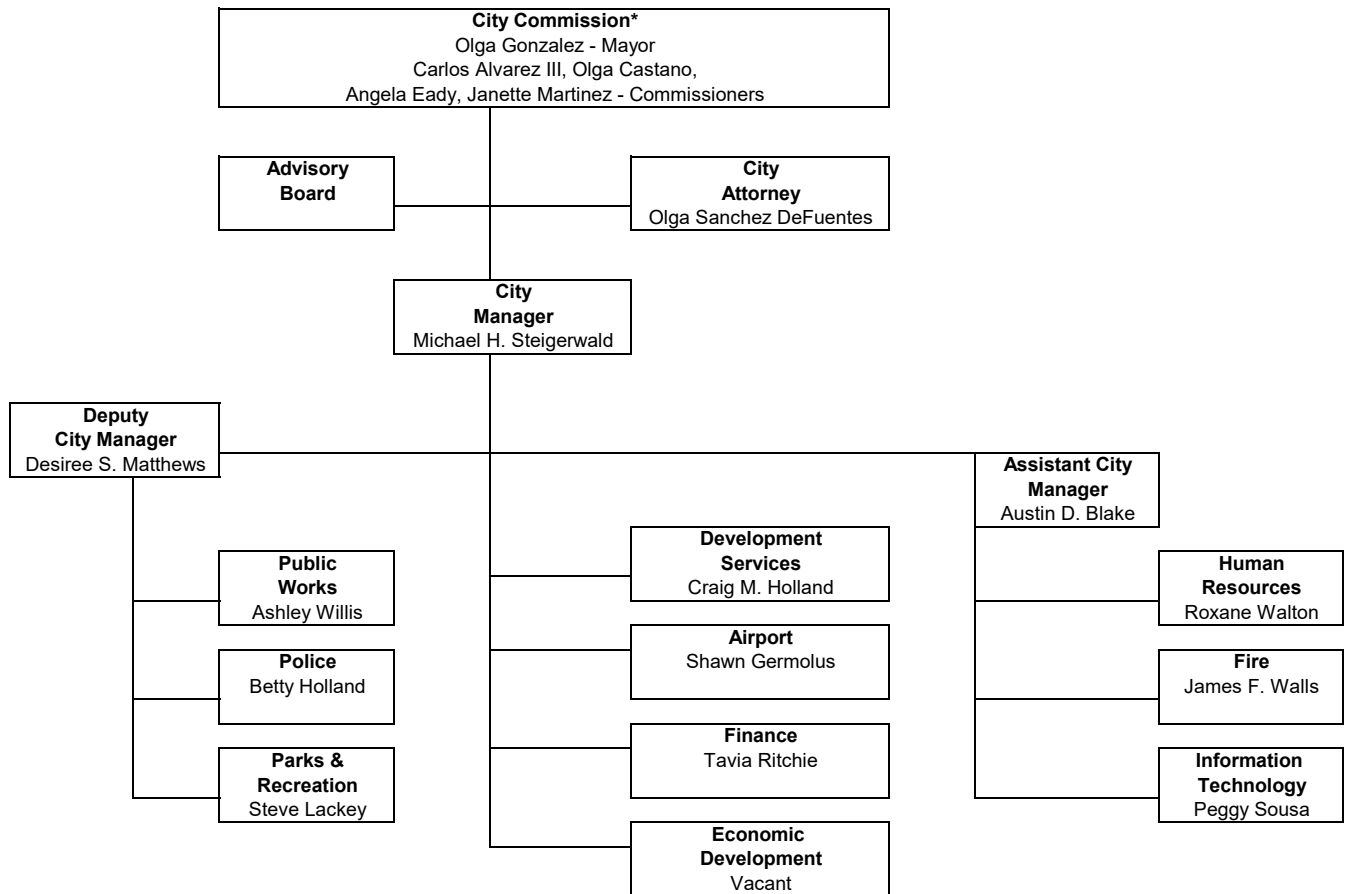 City Commission*
Olga Gonzalez - Mayor
Carlos Alvarez III, Olga Castano,
Angela Eady, Janette Martinez - Commissioners
Advisory
Board
City
Attorney
Olga Sanchez DeFuentes
City
Manager
Michael H. Steigerwald
Deputy
City Manager
Desiree S. Matthews
Assistant City
Manager
Austin D. Blake
Public
Works
Ashley Willis
Police
Betty Holland
Parks &
Recreation
Steve Lackey
Development
Services
Craig M. Holland
Airport
Shawn Germolus
Finance
Tavia Ritchie
Economic
Development
Vacant
Human
Resources
Roxane Walton
Fire
James F. Walls
Information
Technology
Peggy Sousa